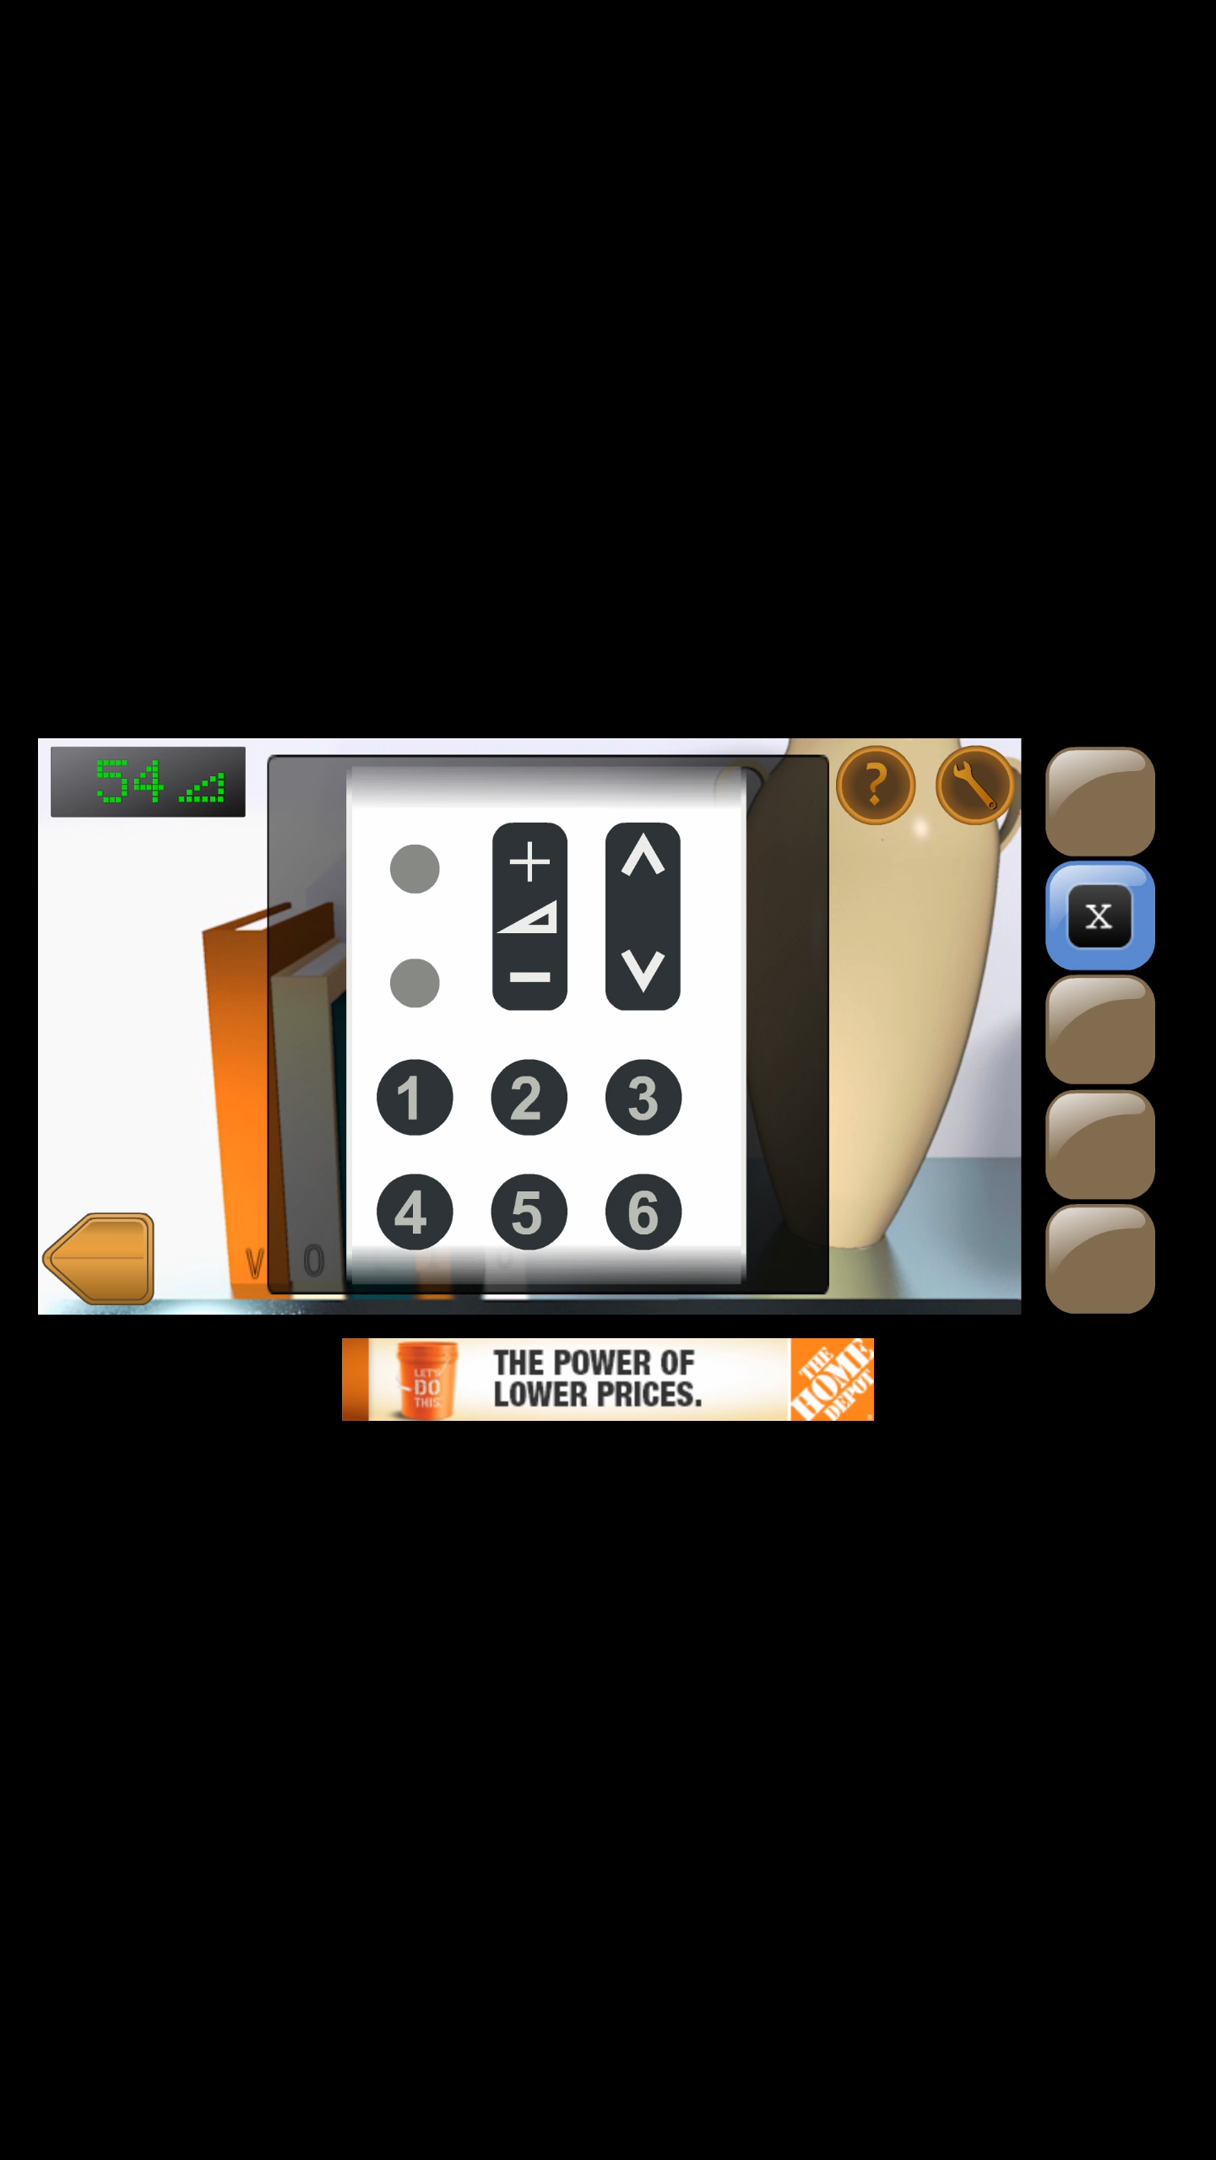 54
?
+
−
X
1 2 3
4 5 6
V O
LET'S
DO
THIS.
THE POWER OF
LOWER PRICES.
THE
HOME
DEPOT